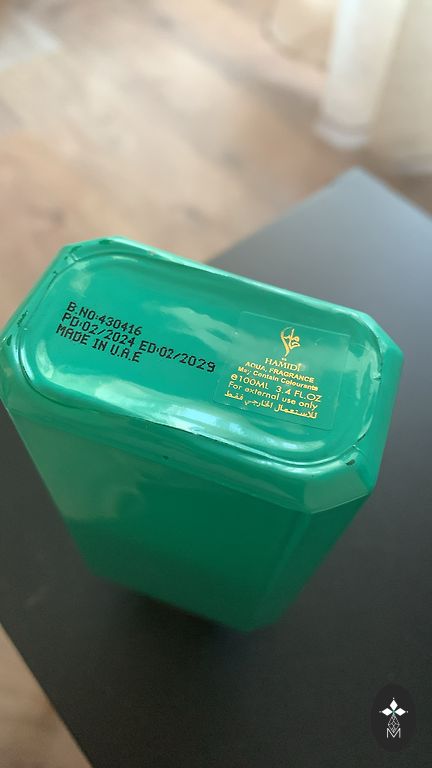 B.NO:430416
PD:02/2024 ED:02/2029
MADE IN U.A.E
HAMIDI
AQUA, FRAGRANCE
May Contain Colourants
e 100ML 3.4 FL.OZ
For external use only
للاستعمال الخارجي فقط
M